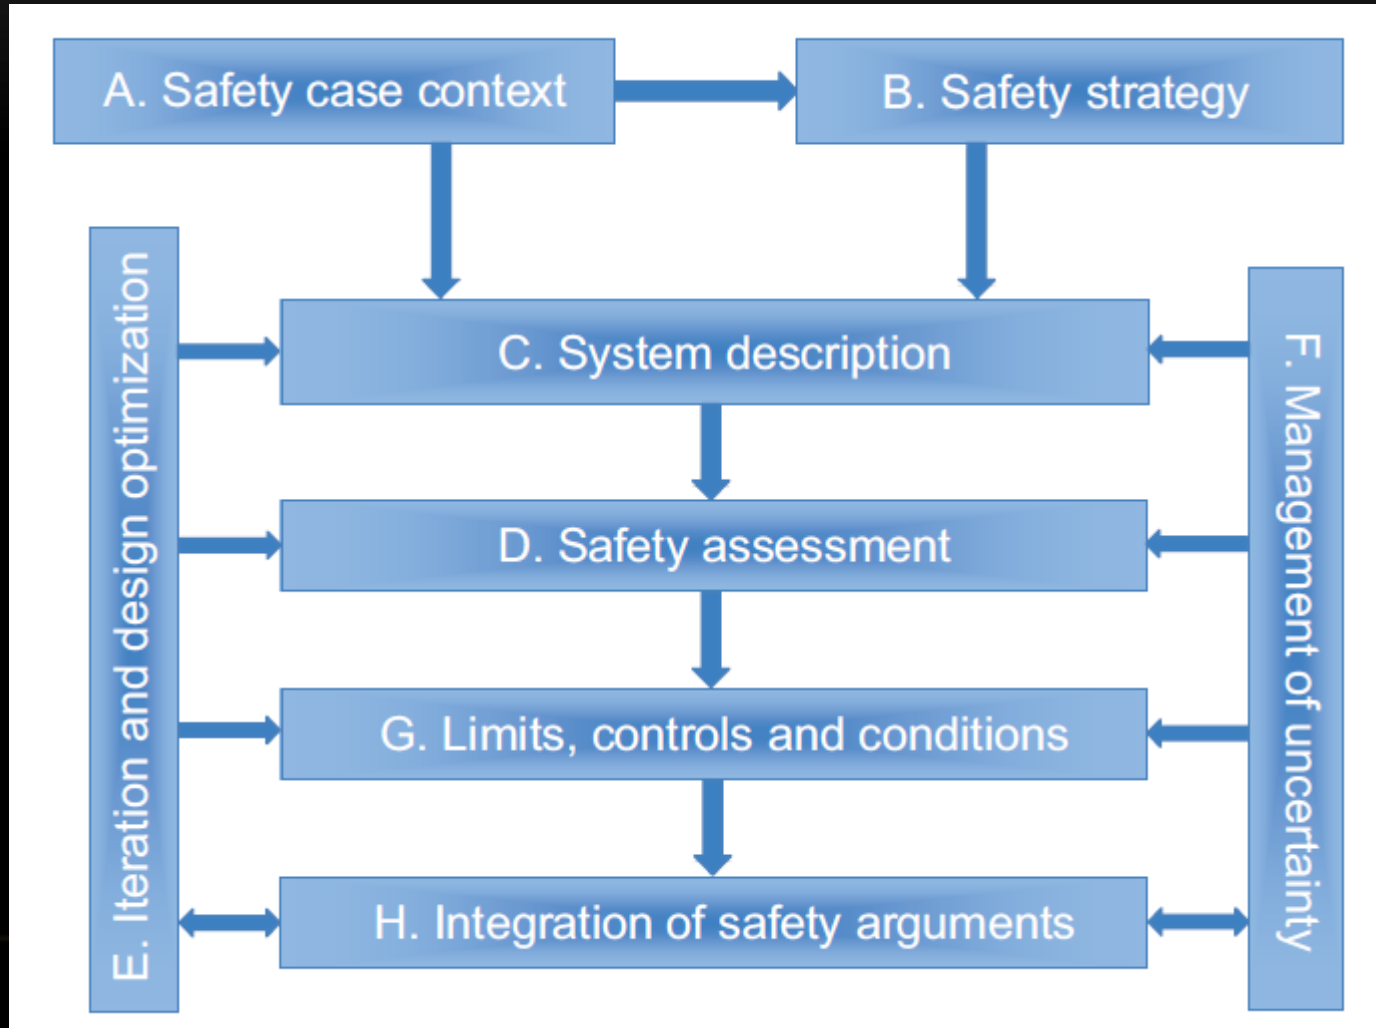 A. Safety case context
B. Safety strategy
C. System description
D. Safety assessment
G. Limits, controls and conditions
H. Integration of safety arguments
E. Iteration and design optimization
F. Management of uncertainty